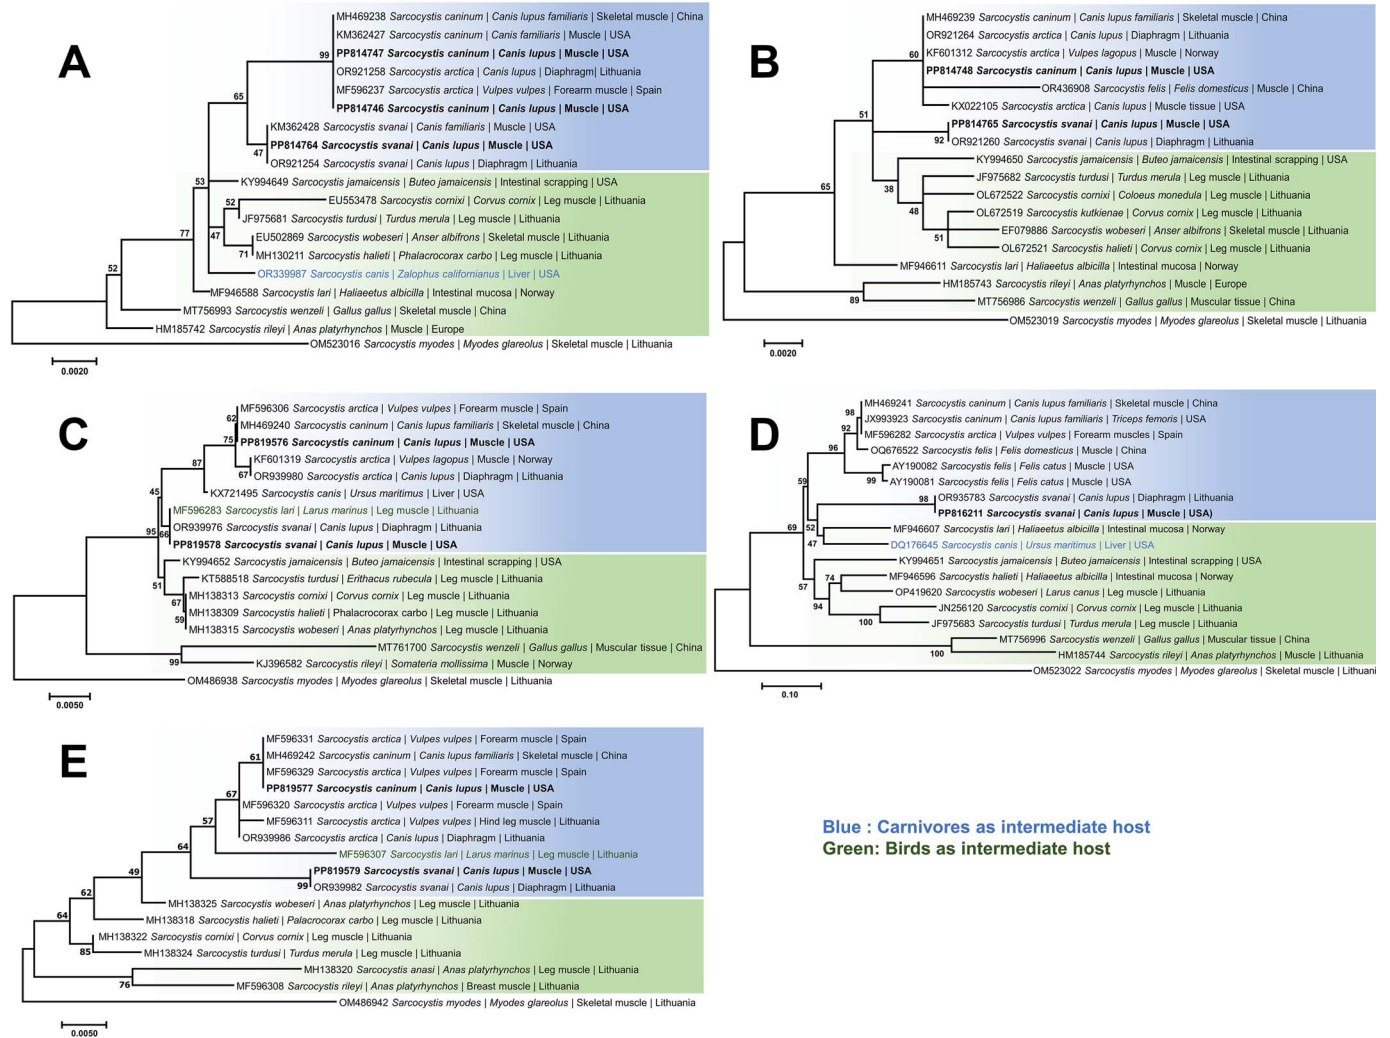 A
MH469238 Sarcocystis caninum | Canis lupus familiaris | Skeletal muscle | China
KM362427 Sarcocystis caninum | Canis familiaris | Muscle | USA
99
PP814747 Sarcocystis caninum | Canis lupus | Muscle | USA
OR921258 Sarcocystis arctica | Canis lupus | Diaphragm| Lithuania
MF596237 Sarcocystis arctica | Vulpes vulpes | Forearm muscle | Spain
65
PP814746 Sarcocystis caninum | Canis lupus | Muscle | USA
KM362428 Sarcocystis svanai | Canis familiaris | Muscle | USA
PP814764 Sarcocystis svanai | Canis lupus | Muscle | USA
47
OR921254 Sarcocystis svanai | Canis lupus | Diaphragm | Lithuania
53
KY994649 Sarcocystis jamaicensis | Buteo jamaicensis | Intestinal scrapping | USA
52
EU553478 Sarcocystis cornixi | Corvus cornix | Leg muscle | Lithuania
JF975681 Sarcocystis turdusi | Turdus merula | Leg muscle | Lithuania
77
47
EU502869 Sarcocystis wobeseri | Anser albifrons | Skeletal muscle | Lithuania
71
MH130211 Sarcocystis halieti | Phalacrocorax carbo | Leg muscle | Lithuania
52
OR339987 Sarcocystis canis | Zalophus californianus | Liver | USA
MF946588 Sarcocystis lari | Haliaeetus albicilla | Intestinal mucosa | Norway
MT756993 Sarcocystis wenzeli | Gallus gallus | Skeletal muscle | China
HM185742 Sarcocystis rileyi | Anas platyrhynchos | Muscle | Europe
OM523016 Sarcocystis myodes | Myodes glareolus | Skeletal muscle | Lithuania
0.0020
B
MH469239 Sarcocystis caninum | Canis lupus familiaris | Skeletal muscle | China
OR921264 Sarcocystis arctica | Canis lupus | Diaphragm | Lithuania
60
KF601312 Sarcocystis arctica | Vulpes lagopus | Muscle | Norway
PP814748 Sarcocystis caninum | Canis lupus | Muscle | USA
OR436908 Sarcocystis felis | Felis domesticus | Muscle | China
KX022105 Sarcocystis arctica | Canis lupus | Muscle tissue | USA
51
PP814765 Sarcocystis svanai | Canis lupus | Muscle | USA
92
OR921260 Sarcocystis svanai | Canis lupus | Diaphragm | Lithuania
KY994650 Sarcocystis jamaicensis | Buteo jamaicensis | Intestinal scrapping | USA
38
JF975682 Sarcocystis turdusi | Turdus merula | Leg muscle | Lithuania
65
OL672522 Sarcocystis cornixi | Coloeus monedula | Leg muscle | Lithuania
48
OL672519 Sarcocystis kutkienae | Corvus cornix | Leg muscle | Lithuania
EF079886 Sarcocystis wobeseri | Anser albifrons | Skeletal muscle | Lithuania
51
OL672521 Sarcocystis halieti | Corvus cornix | Leg muscle | Lithuania
MF946611 Sarcocystis lari | Haliaeetus albicilla | Intestinal mucosa | Norway
HM185743 Sarcocystis rileyi | Anas platyrhynchos | Muscle | Europe
89
MT756986 Sarcocystis wenzeli | Gallus gallus | Muscular tissue | China
OM523019 Sarcocystis myodes | Myodes glareolus | Skeletal muscle | Lithuania
0.0020
C
MF596306 Sarcocystis arctica | Vulpes vulpes | Forearm muscle | Spain
62
MH469240 Sarcocystis caninum | Canis lupus familiaris | Skeletal muscle | China
75
PP819576 Sarcocystis caninum | Canis lupus | Muscle | USA
87
KF601319 Sarcocystis arctica | Vulpes lagopus | Muscle | Norway
67
OR939980 Sarcocystis arctica | Canis lupus | Diaphragm | Lithuania
45
KX721495 Sarcocystis canis | Ursus maritimus | Liver | USA
MF596283 Sarcocystis lari | Larus marinus | Leg muscle | Lithuania
95
66
OR939976 Sarcocystis svanai | Canis lupus | Diaphragm | Lithuania
PP819578 Sarcocystis svanai | Canis lupus | Muscle | USA
KY994652 Sarcocystis jamaicensis | Buteo jamaicensis | Intestinal scrapping | USA
51
KT588518 Sarcocystis turdusi | Erithacus rubecula | Leg muscle | Lithuania
67
MH138313 Sarcocystis cornixi | Corvus cornix | Leg muscle | Lithuania
59
MH138309 Sarcocystis halieti | Phalacrocorax carbo | Leg muscle | Lithuania
MH138315 Sarcocystis wobeseri | Anas platyrhynchos | Leg muscle | Lithuania
MT761700 Sarcocystis wenzeli | Gallus gallus | Muscular tissue | China
99
KJ396582 Sarcocystis rileyi | Somateria mollissima | Muscle | Norway
OM486938 Sarcocystis myodes | Myodes glareolus | Skeletal muscle | Lithuania
0.0050
D
MH469241 Sarcocystis caninum | Canis lupus familiaris | Skeletal muscle | China
98
JX993923 Sarcocystis caninum | Canis lupus familiaris | Triceps femoris | USA
92
MF596282 Sarcocystis arctica | Vulpes vulpes | Forearm muscles | Spain
96
OQ676522 Sarcocystis felis | Felis domesticus | Muscle | China
AY190082 Sarcocystis felis | Felis catus | Muscle | USA
99
AY190081 Sarcocystis felis | Felis catus | Muscle | USA
59
98
OR935783 Sarcocystis svanai | Canis lupus | Diaphragm | Lithuania
PP816211 Sarcocystis svanai | Canis lupus | Muscle | USA)
69
52
MF946607 Sarcocystis lari | Haliaeetus albicilla | Intestinal mucosa | Norway
47
DQ176645 Sarcocystis canis | Ursus maritimus | Liver | USA
KY994651 Sarcocystis jamaicensis | Buteo jamaicensis | Intestinal scrapping | USA
57
74
MF946596 Sarcocystis halieti | Haliaeetus albicilla | Intestinal mucosa | Norway
OP419620 Sarcocystis wobeseri | Larus canus | Leg muscle | Lithuania
94
JN256120 Sarcocystis cornixi | Corvus cornix | Leg muscle | Lithuania
100
JF975683 Sarcocystis turdusi | Turdus merula | Leg muscle | Lithuania
MT756996 Sarcocystis wenzeli | Gallus gallus | Muscular tissue | China
100
HM185744 Sarcocystis rileyi | Anas platyrhynchos | Muscle | Lithuania
OM523022 Sarcocystis myodes | Myodes glareolus | Skeletal muscle | Lithuani
0.10
E
MF596331 Sarcocystis arctica | Vulpes vulpes | Forearm muscle | Spain
61
MH469242 Sarcocystis caninum | Canis lupus familiaris | Skeletal muscle | China
MF596329 Sarcocystis arctica | Vulpes vulpes | Forearm muscle | Spain
PP819577 Sarcocystis caninum | Canis lupus | Muscle | USA
67
MF596320 Sarcocystis arctica | Vulpes vulpes | Forearm muscle | Spain
57
MF596311 Sarcocystis arctica | Vulpes vulpes | Hind leg muscle | Lithuania
OR939986 Sarcocystis arctica | Canis lupus | Diaphragm | Lithuania
64
MF596307 Sarcocystis lari | Larus marinus | Leg muscle | Lithuania
49
PP819579 Sarcocystis svanai | Canis lupus | Muscle | USA
99
OR939982 Sarcocystis svanai | Canis lupus | Diaphragm | Lithuania
62
MH138325 Sarcocystis wobeseri | Anas platyrhynchos | Leg muscle | Lithuania
64
MH138318 Sarcocystis halieti | Palacrocorax carbo | Leg muscle | Lithuania
MH138322 Sarcocystis cornixi | Corvus cornix | Leg muscle | Lithuania
85
MH138324 Sarcocystis turdusi | Turdus merula | Leg muscle | Lithuania
MH138320 Sarcocystis anasi | Anas platyrhynchos | Leg muscle | Lithuania
76
MF596308 Sarcocystis rileyi | Anas platyrhynchos | Breast muscle | Lithuania
OM486942 Sarcocystis myodes | Myodes glareolus | Skeletal muscle | Lithuania
0.0050
Blue : Carnivores as intermediate host
Green: Birds as intermediate host